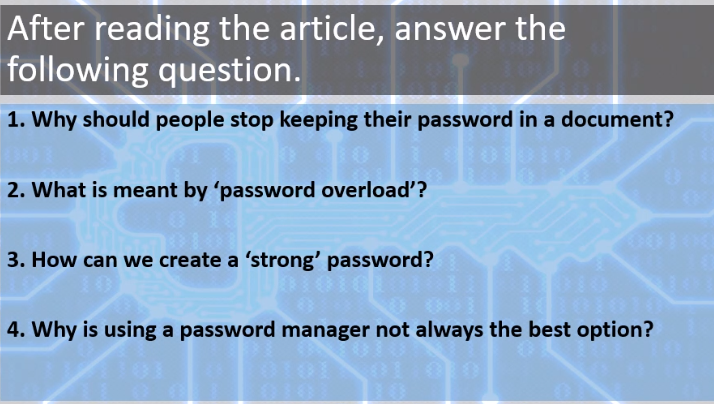 After reading the article, answer the
following question.
1. Why should people stop keeping their password in a document?
2. What is meant by ‘password overload’?
3. How can we create a ‘strong’ password?
4. Why is using a password manager not always the best option?